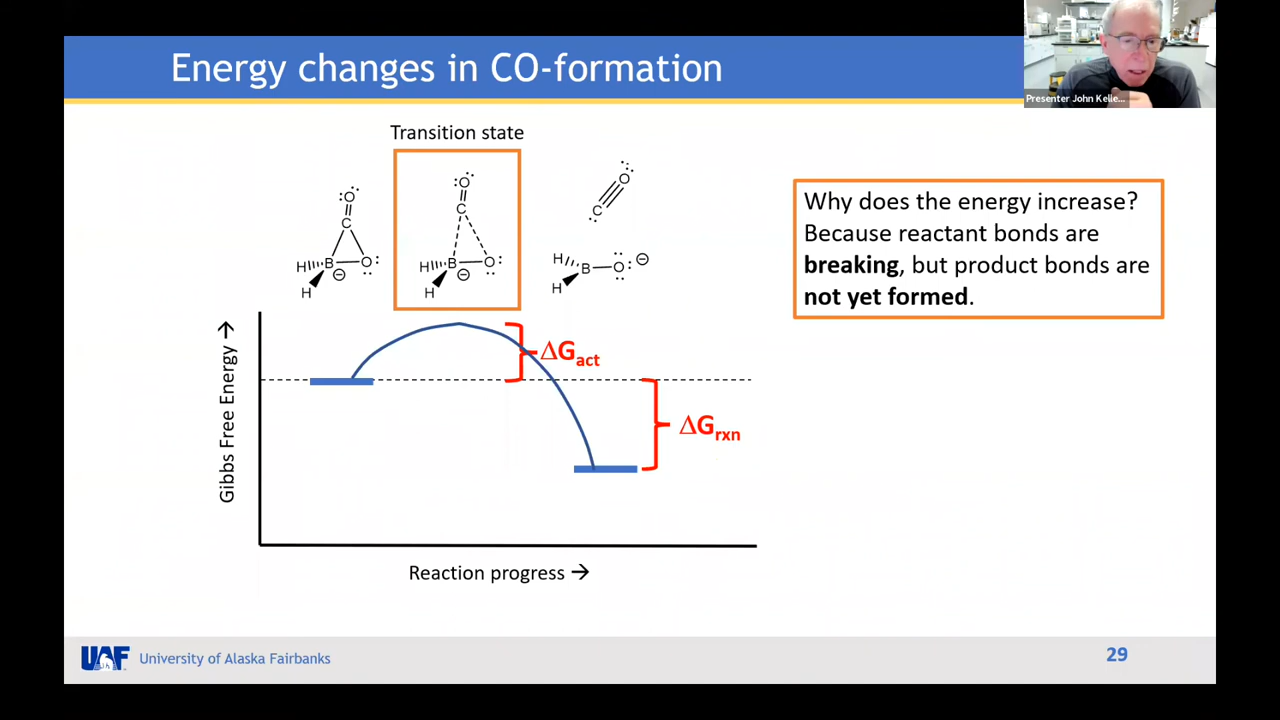 Energy changes in CO-formation
Presenter John Kelle...
Transition state
:O:
C
H B O:
⊖
H
:O:
C
H B O:
⊖
H
O:
:C
H B O: ⊖
H
Why does the energy increase?
Because reactant bonds are
breaking, but product bonds are
not yet formed.
Gibbs Free Energy →
ΔGact
ΔGrxn
Reaction progress →
UAF University of Alaska Fairbanks
29